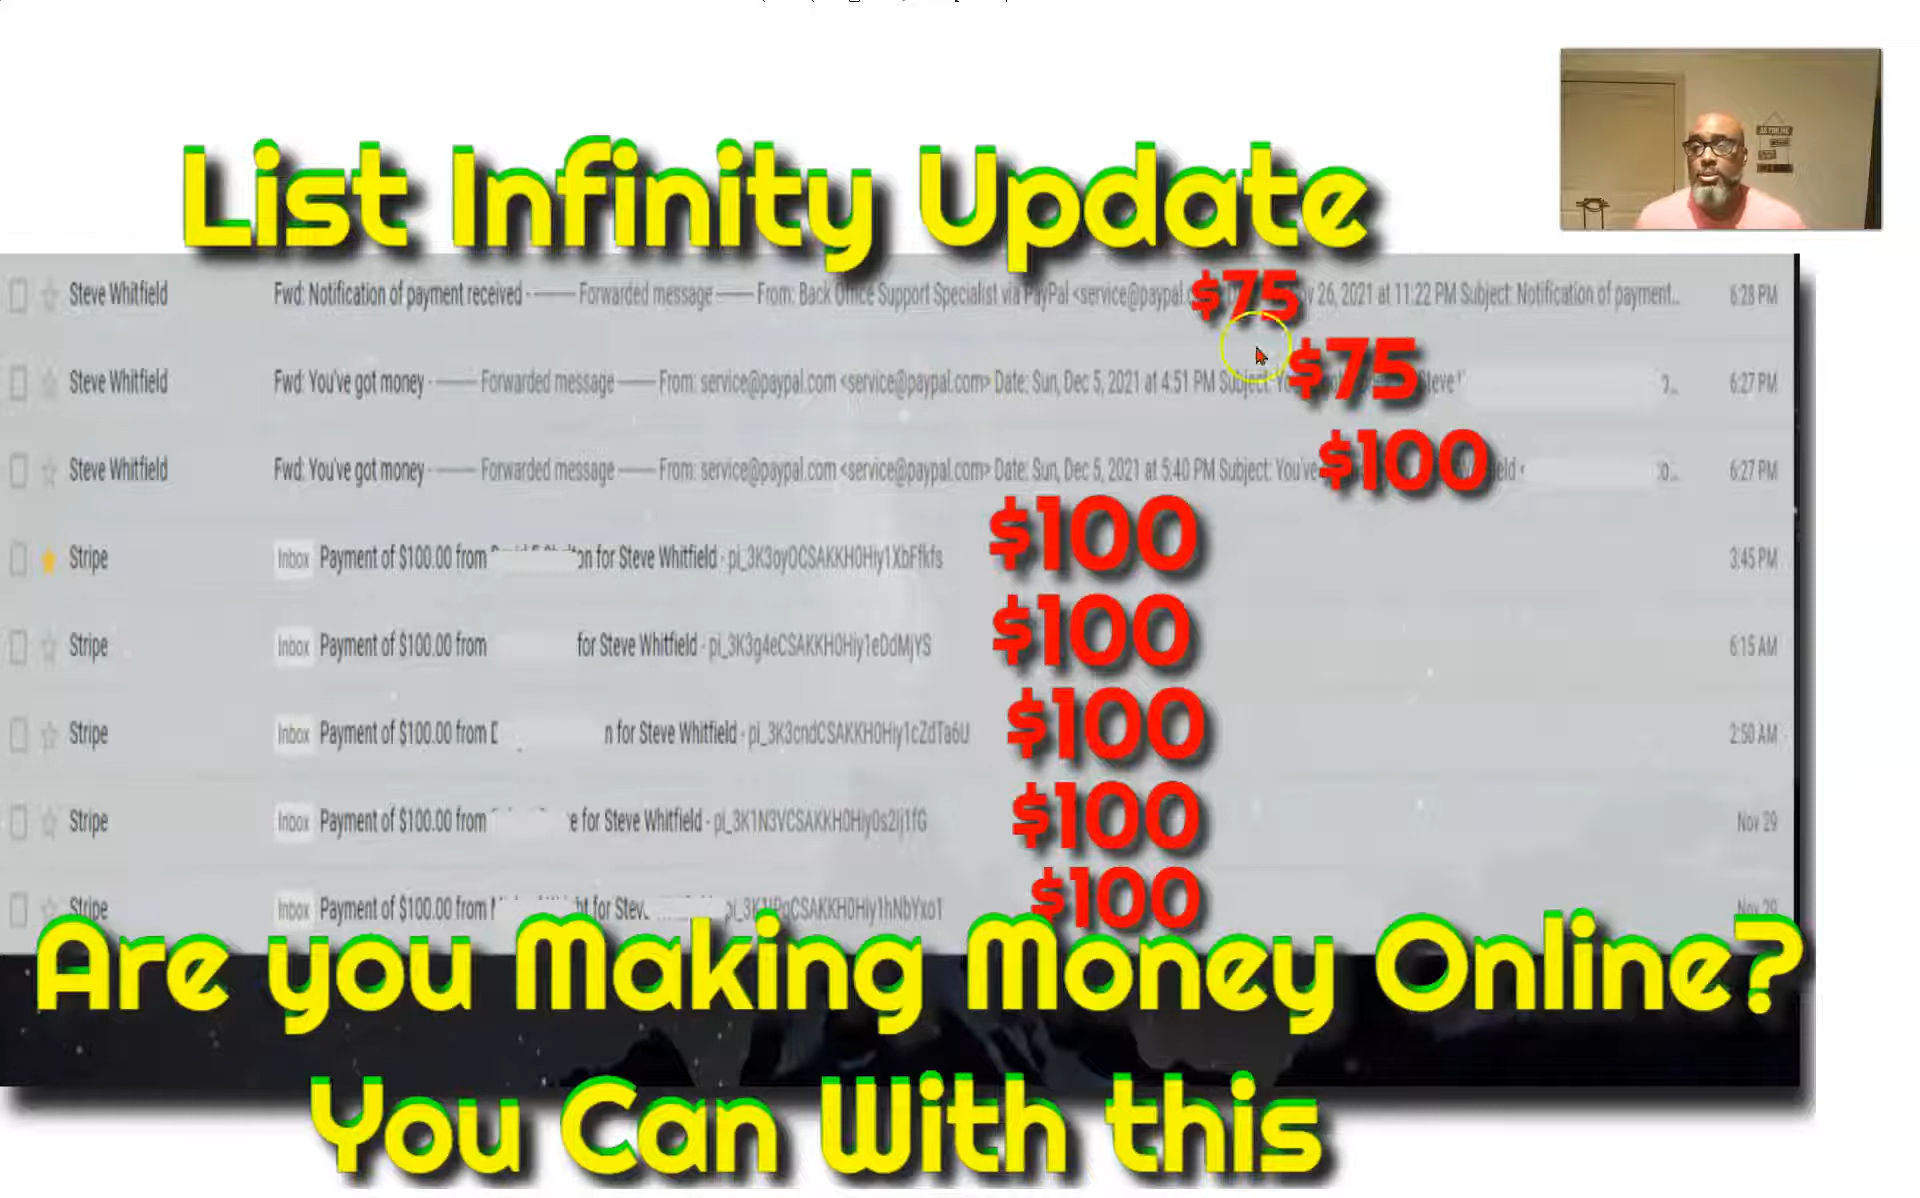 List Infinity Update
Steve Whitfield Fwd: Notification of payment received - ——— Forwarded message ——— From: Back Office Support Specialist via PayPal <service@paypal. $75 26, 2021 at 11:22 PM Subject: Notification of payment... 6:28 PM
Steve Whitfield Fwd: You've got money - ——— Forwarded message ——— From: service@paypal.com <service@paypal.com> Date: Sun, Dec 5, 2021 at 4:51 PM Subject: $75 6:27 PM
Steve Whitfield Fwd: You've got money - ——— Forwarded message ——— From: service@paypal.com <service@paypal.com> Date: Sun, Dec 5, 2021 at 5:40 PM Subject: You've $100 6:27 PM
Stripe Inbox Payment of $100.00 from for Steve Whitfield - $100 3:45 PM
Stripe Inbox Payment of $100.00 from for Steve Whitfield - pi_3K3g4eCSAKKH0Hiy1eDdMjYS $100 6:15 AM
Stripe Inbox Payment of $100.00 from n for Steve Whitfield - pi_3K3cndCSAKKH0Hiy1cZdTa6U $100 2:50 AM
Stripe Inbox Payment of $100.00 from e for Steve Whitfield - $100 Nov 29
Stripe Inbox Payment of $100.00 from for $100 Nov 29
Are you Making Money Online?
You Can With this